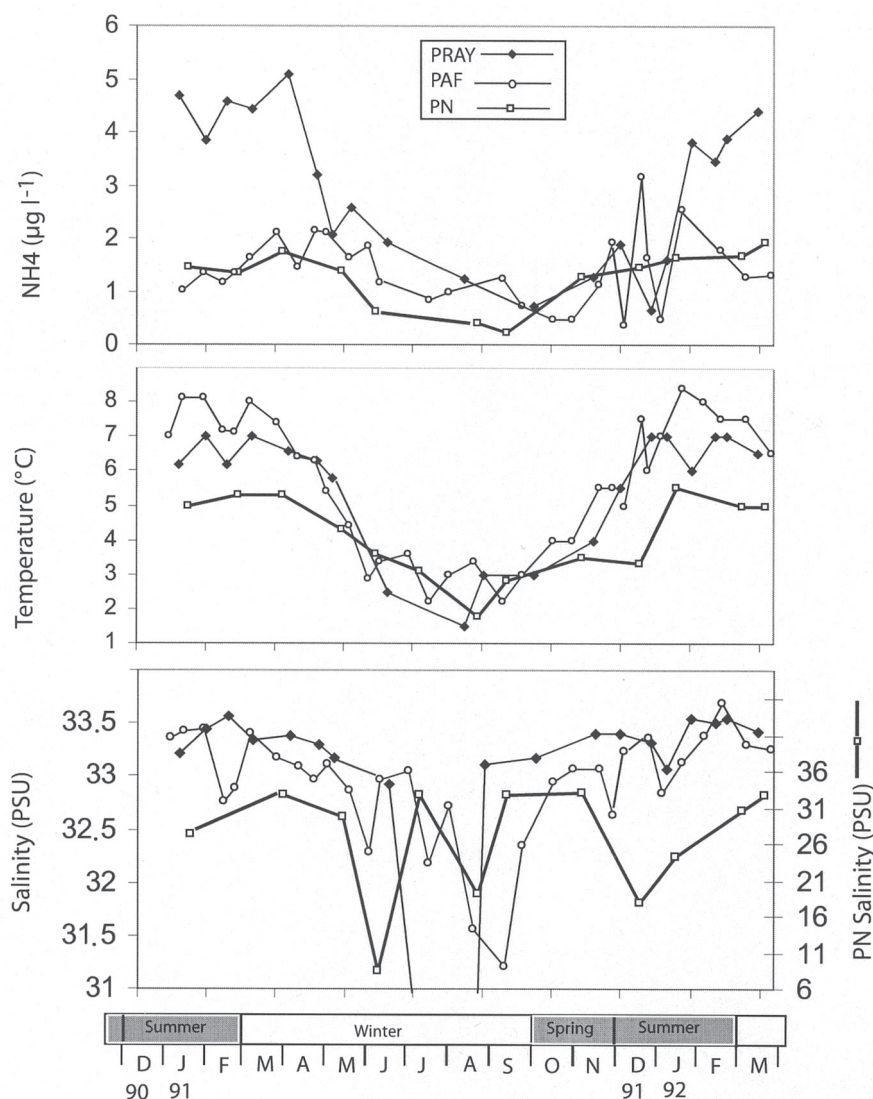 6
5
4
3
2
1
0
NH4 (µg l-1)
PRAY
PAF
PN
8
7
6
5
4
3
2
1
Temperature (°C)
33,5
33
32,5
32
31,5
31
Salinity (PSU)
36
31
26
21
16
11
6
PN Salinity (PSU)
Summer Winter Spring Summer
D J F M A M J J A S O N D J F M
90 91 91 92